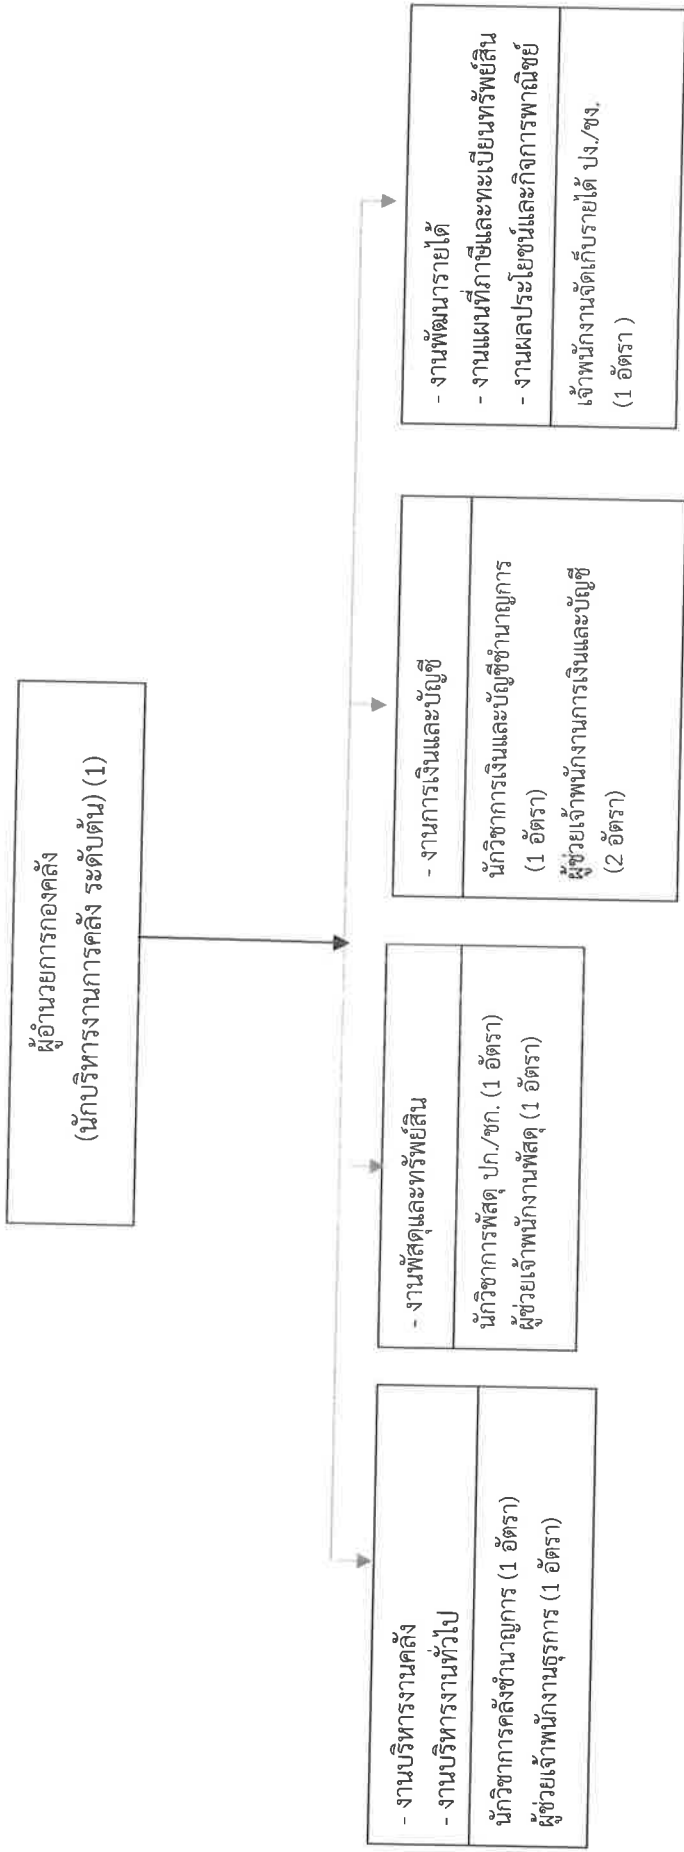 ผู้อำนวยการกองคลัง
(นักบริหารงานการคลัง ระดับต้น) (1)
- งานบริหารงานคลัง
- งานบริหารงานทั่วไป
นักวิชาการคลังชำนาญการ (1 อัตรา)
ผู้ช่วยเจ้าพนักงานธุรการ (1 อัตรา)
- งานพัสดุและทรัพย์สิน
นักวิชาการพัสดุ ปก./ชก. (1 อัตรา)
ผู้ช่วยเจ้าพนักงานพัสดุ (1 อัตรา)
- งานการเงินและบัญชี
นักวิชาการเงินและบัญชีชำนาญการ
(1 อัตรา)
ผู้ช่วยเจ้าพนักงานการเงินและบัญชี
(2 อัตรา)
- งานพัฒนารายได้
- งานแผนที่ภาษีและทะเบียนทรัพย์สิน
- งานผลประโยชน์และกิจการพาณิชย์
เจ้าพนักงานจัดเก็บรายได้ ปง./ชง.
(1 อัตรา )